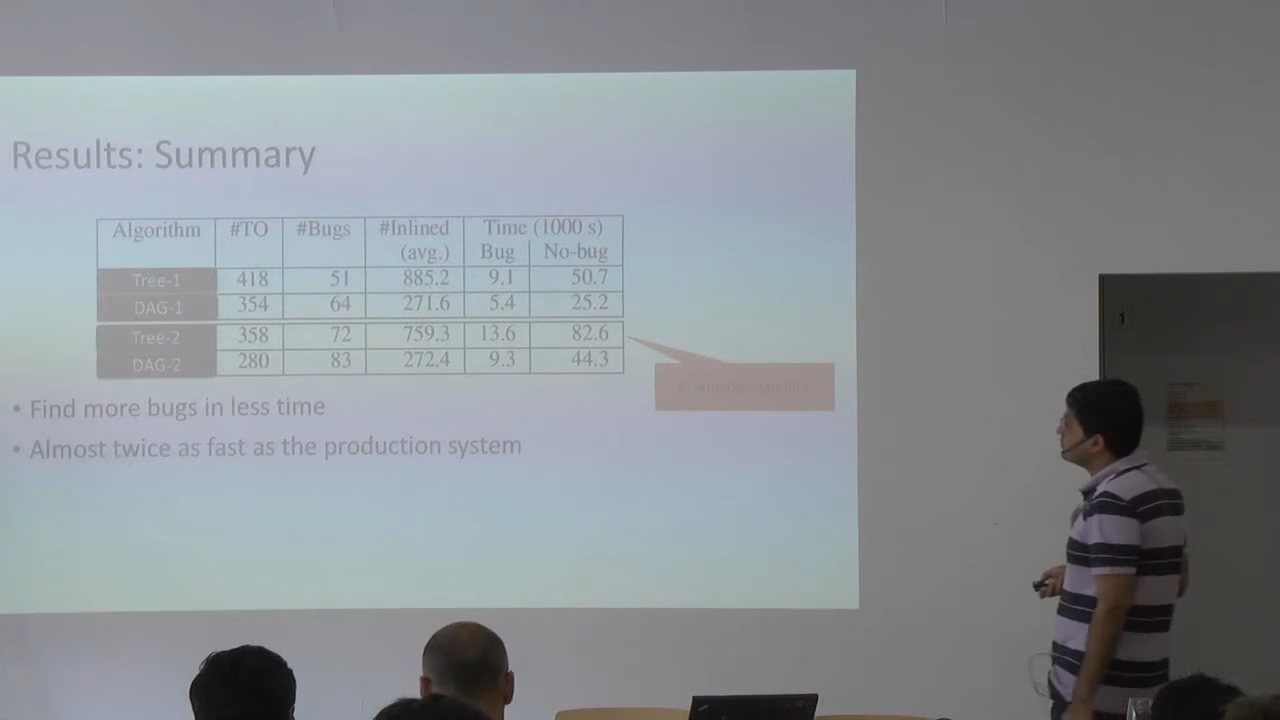 Results: Summary
Algorithm #TO #Bugs #Inlined (avg.) Time (1000 s)
Bug No-bug
Tree-1 418 51 885.2 9.1 50.7
DAG-1 354 64 271.6 5.4 25.2
Tree-2 358 72 759.3 13.6 82.6
DAG-2 280 83 272.4 9.3 44.3
• Find more bugs in less time
• Almost twice as fast as the production system
1